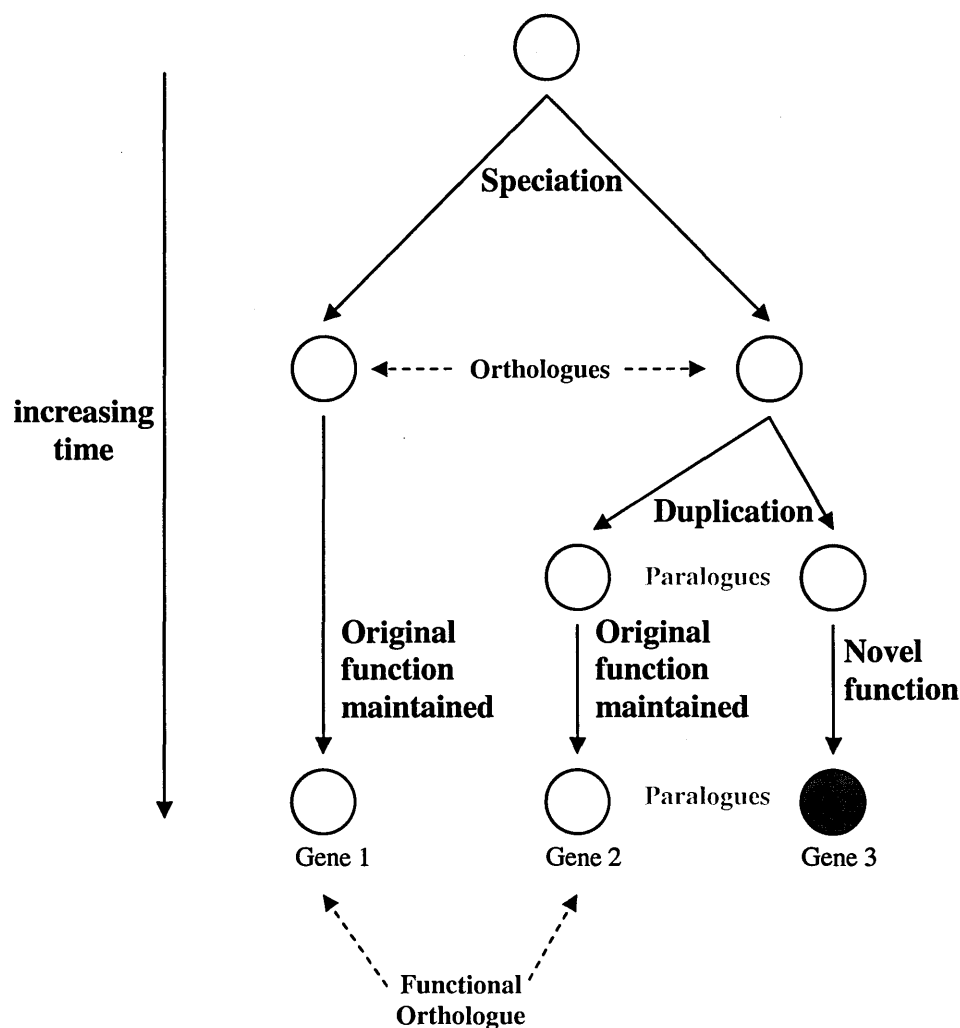 Speciation
Orthologues
increasing
time
Duplication
Paralogues
Original
function
maintained
Original
function
maintained
Novel
function
Paralogues
Gene 1
Gene 2
Gene 3
Functional
Orthologue